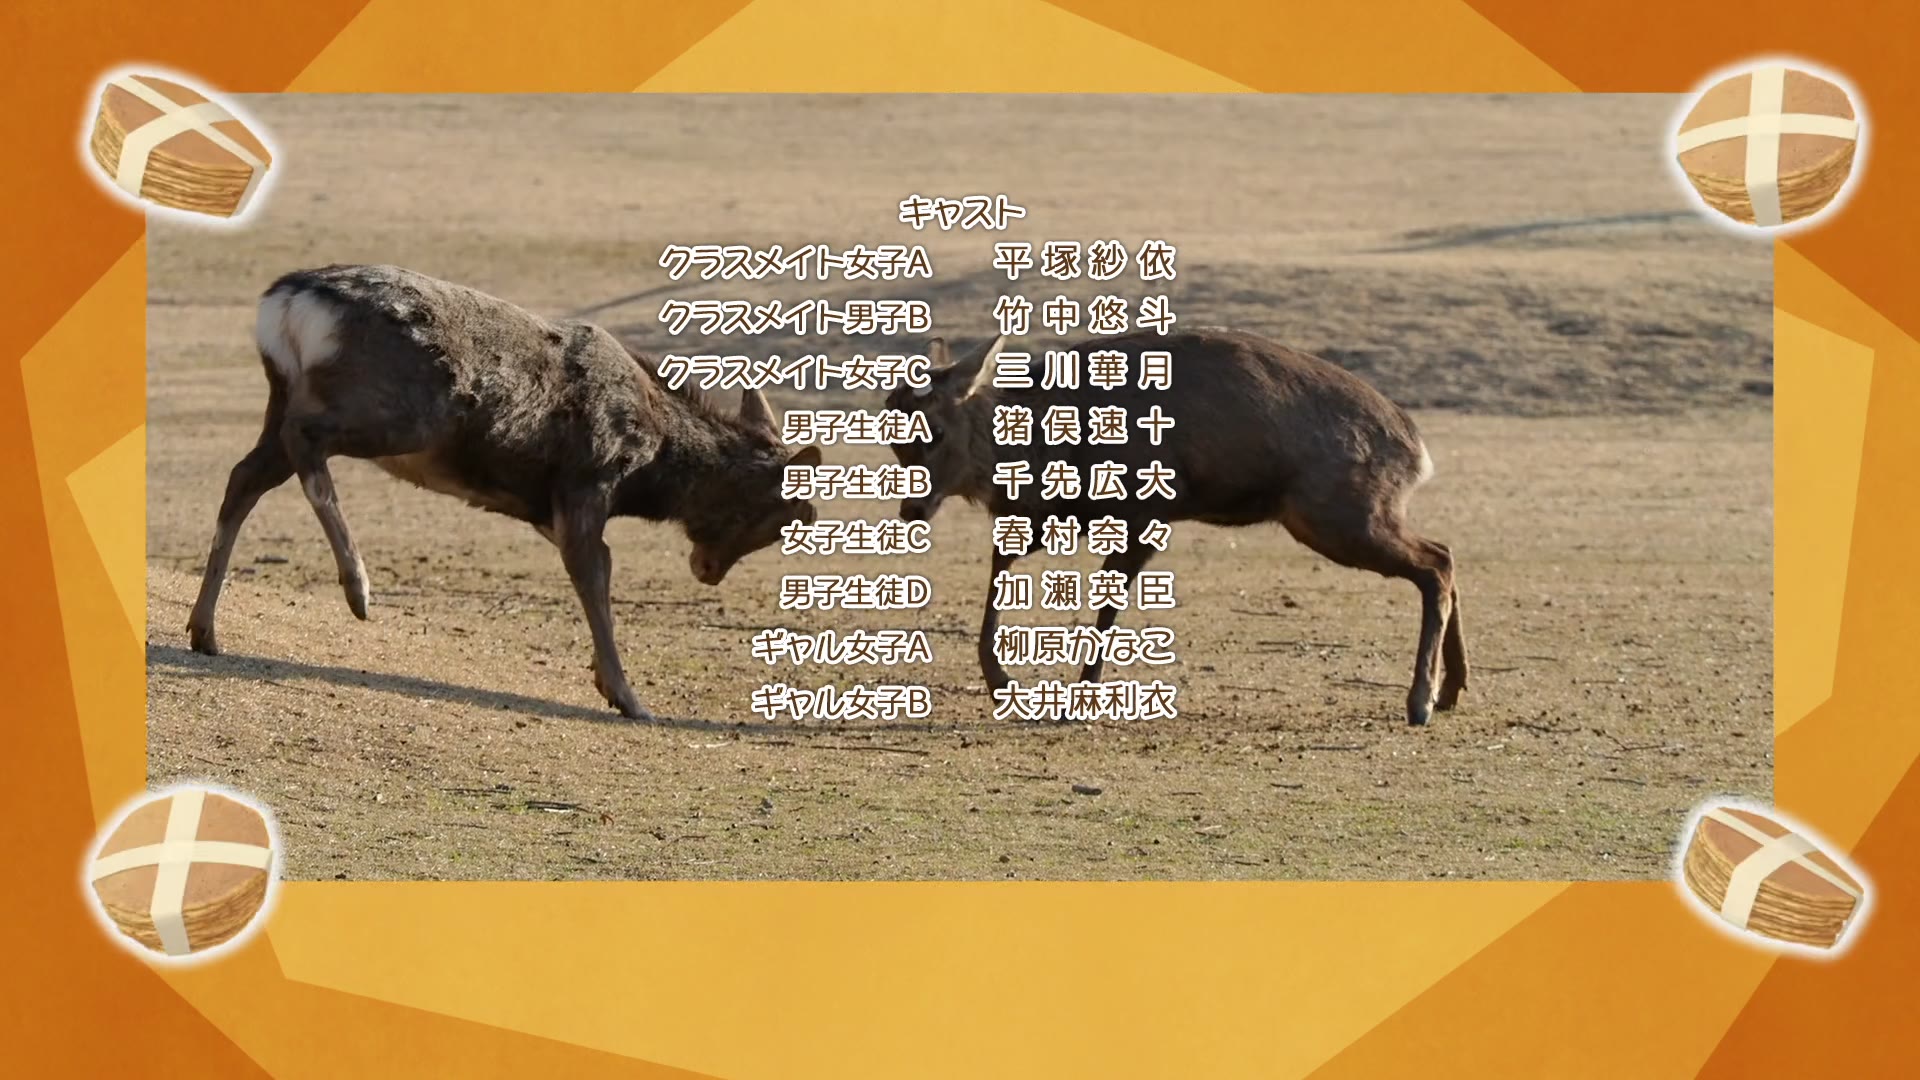 キャスト
クラスメイト女子A 平塚紗依
クラスメイト男子B 竹中悠斗
クラスメイト女子C 三川華月
男子生徒A 猪俣速十
男子生徒B 千先広大
女子生徒C 春村奈々
男子生徒D 加瀬英臣
ギャル女子A 柳原かなこ
ギャル女子B 大井麻利衣